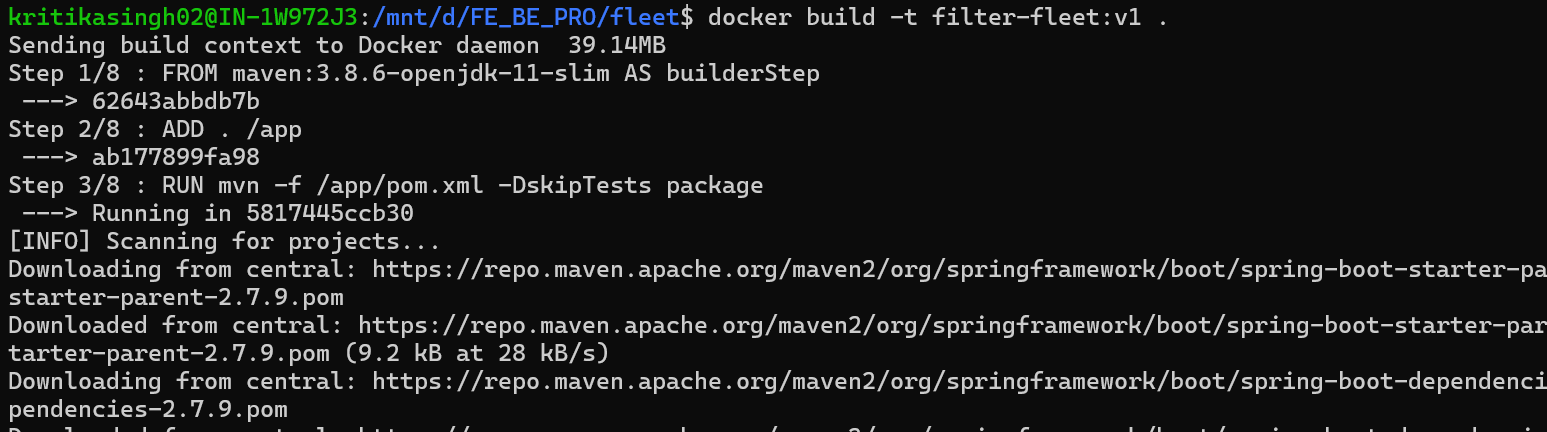 kritikasingh02@IN-1W972J3:/mnt/d/FE_BE_PRO/fleet$ docker build -t filter-fleet:v1 .
Sending build context to Docker daemon  39.14MB
Step 1/8 : FROM maven:3.8.6-openjdk-11-slim AS builderStep
 ---> 62643abbdb7b
Step 2/8 : ADD . /app
 ---> ab177899fa98
Step 3/8 : RUN mvn -f /app/pom.xml -DskipTests package
 ---> Running in 5817445ccb30
[INFO] Scanning for projects...
Downloading from central: https://repo.maven.apache.org/maven2/org/springframework/boot/spring-boot-starter-pa
starter-parent-2.7.9.pom
Downloaded from central: https://repo.maven.apache.org/maven2/org/springframework/boot/spring-boot-starter-par
tarter-parent-2.7.9.pom (9.2 kB at 28 kB/s)
Downloading from central: https://repo.maven.apache.org/maven2/org/springframework/boot/spring-boot-dependenci
pendencies-2.7.9.pom